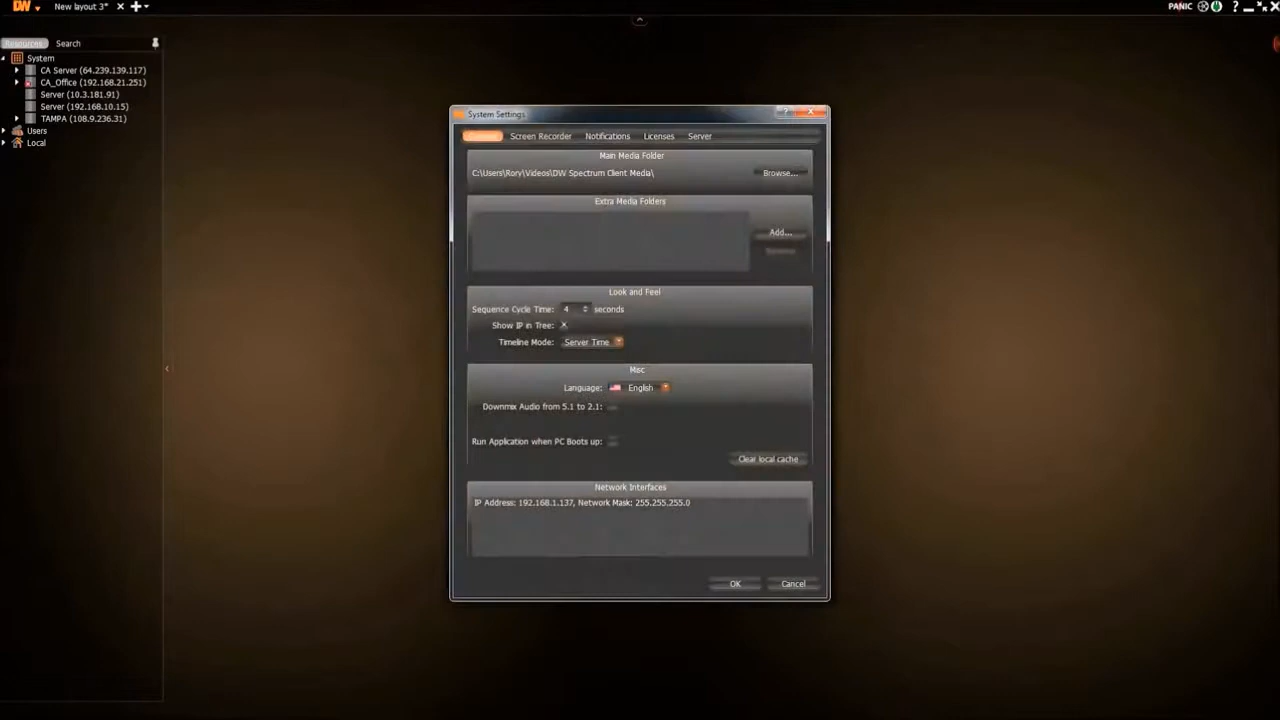 DW
New layout 3* PANIC ?
Resources Search
System
CA Server (64.239.139.117)
CA_Office (192.168.21.251)
Server (10.3.181.91)
Server (192.168.10.15)
TAMPA (108.9.236.31)
Users
Local
System Settings
Screen Recorder Notifications Licenses Server
Main Media Folder
C:\Users\Rory\Videos\DW Spectrum Client Media\ Browse...
Extra Media Folders
Add...
Look and Feel
Sequence Cycle Time: 4 seconds
Show IP in Tree:
Timeline Mode: Server Time
Misc
Language: English
Downmix Audio from 5.1 to 2.1:
Run Application when PC Boots up:
Clear local cache
Network Interfaces
IP Address: 192.168.1.137, Network Mask: 255.255.255.0
OK Cancel